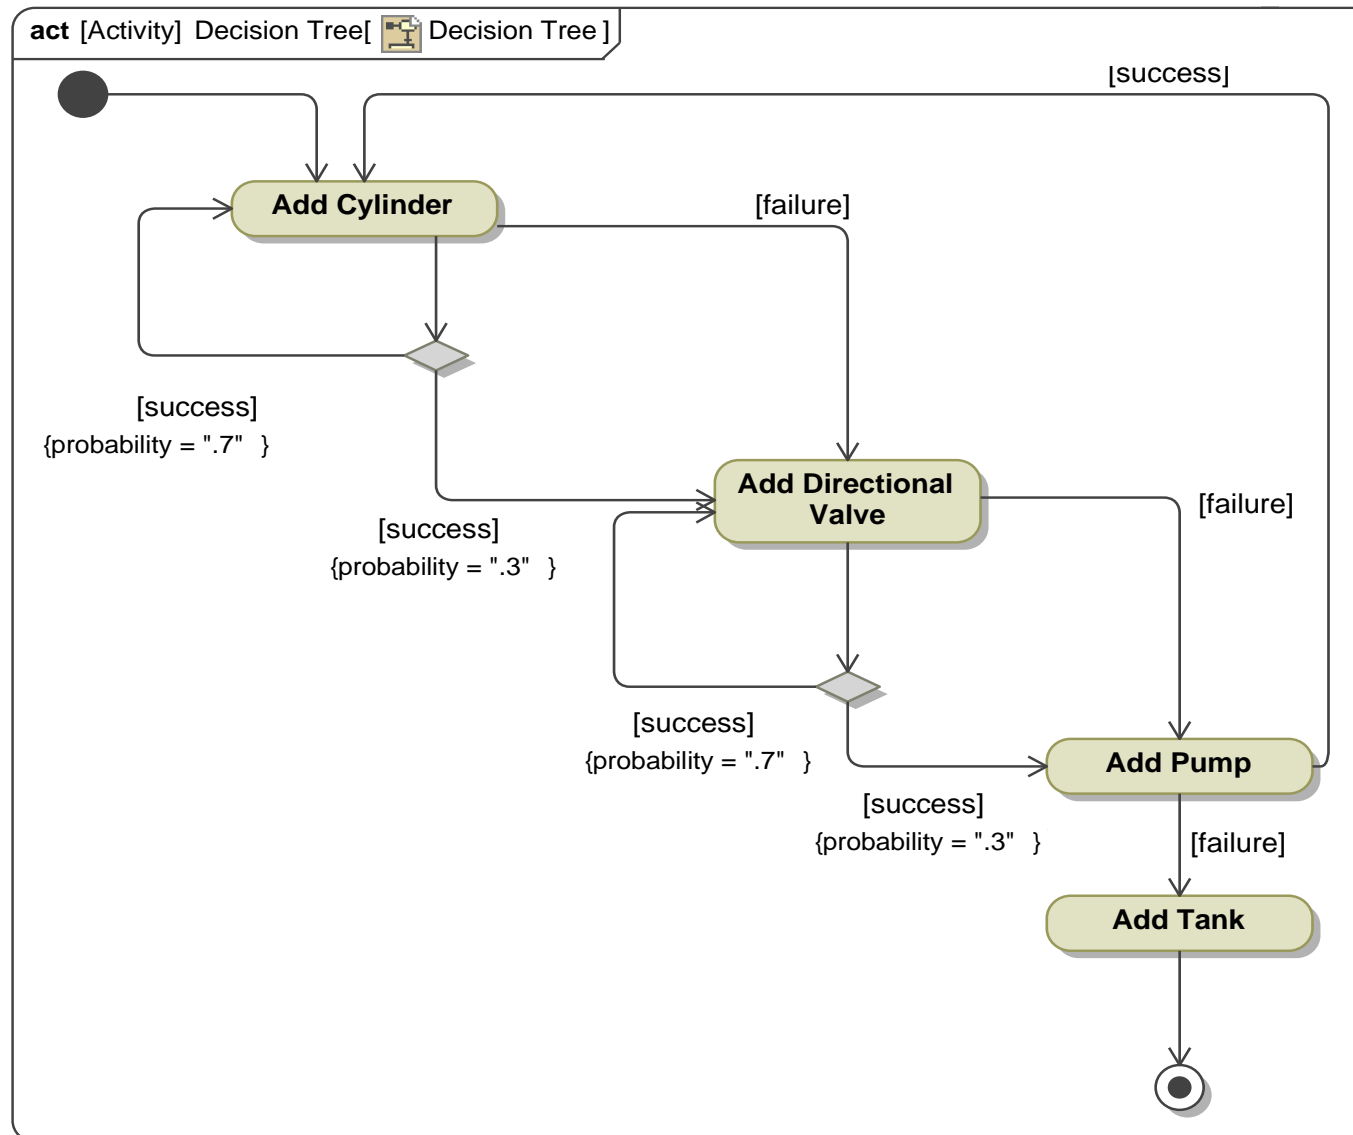 act [Activity] Decision Tree[ Decision Tree ]
[success]
Add Cylinder
[failure]
[success]
{probability = ".7" }
Add Directional
Valve
[failure]
[success]
{probability = ".3" }
[success]
{probability = ".7" }
Add Pump
[success]
{probability = ".3" }
[failure]
Add Tank